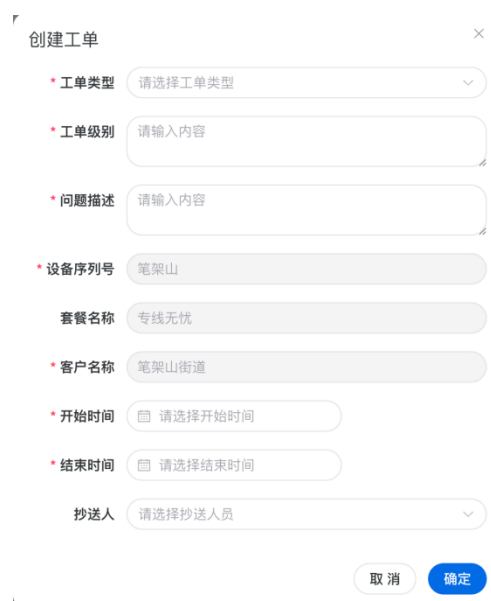 创建工单
* 工单类型 请选择工单类型
* 工单级别 请输入内容
* 问题描述 请输入内容
* 设备序列号 笔架山
套餐名称 专线无忧
* 客户名称 笔架山街道
* 开始时间 请选择开始时间
* 结束时间 请选择结束时间
抄送人 请选择抄送人员
取消 确定